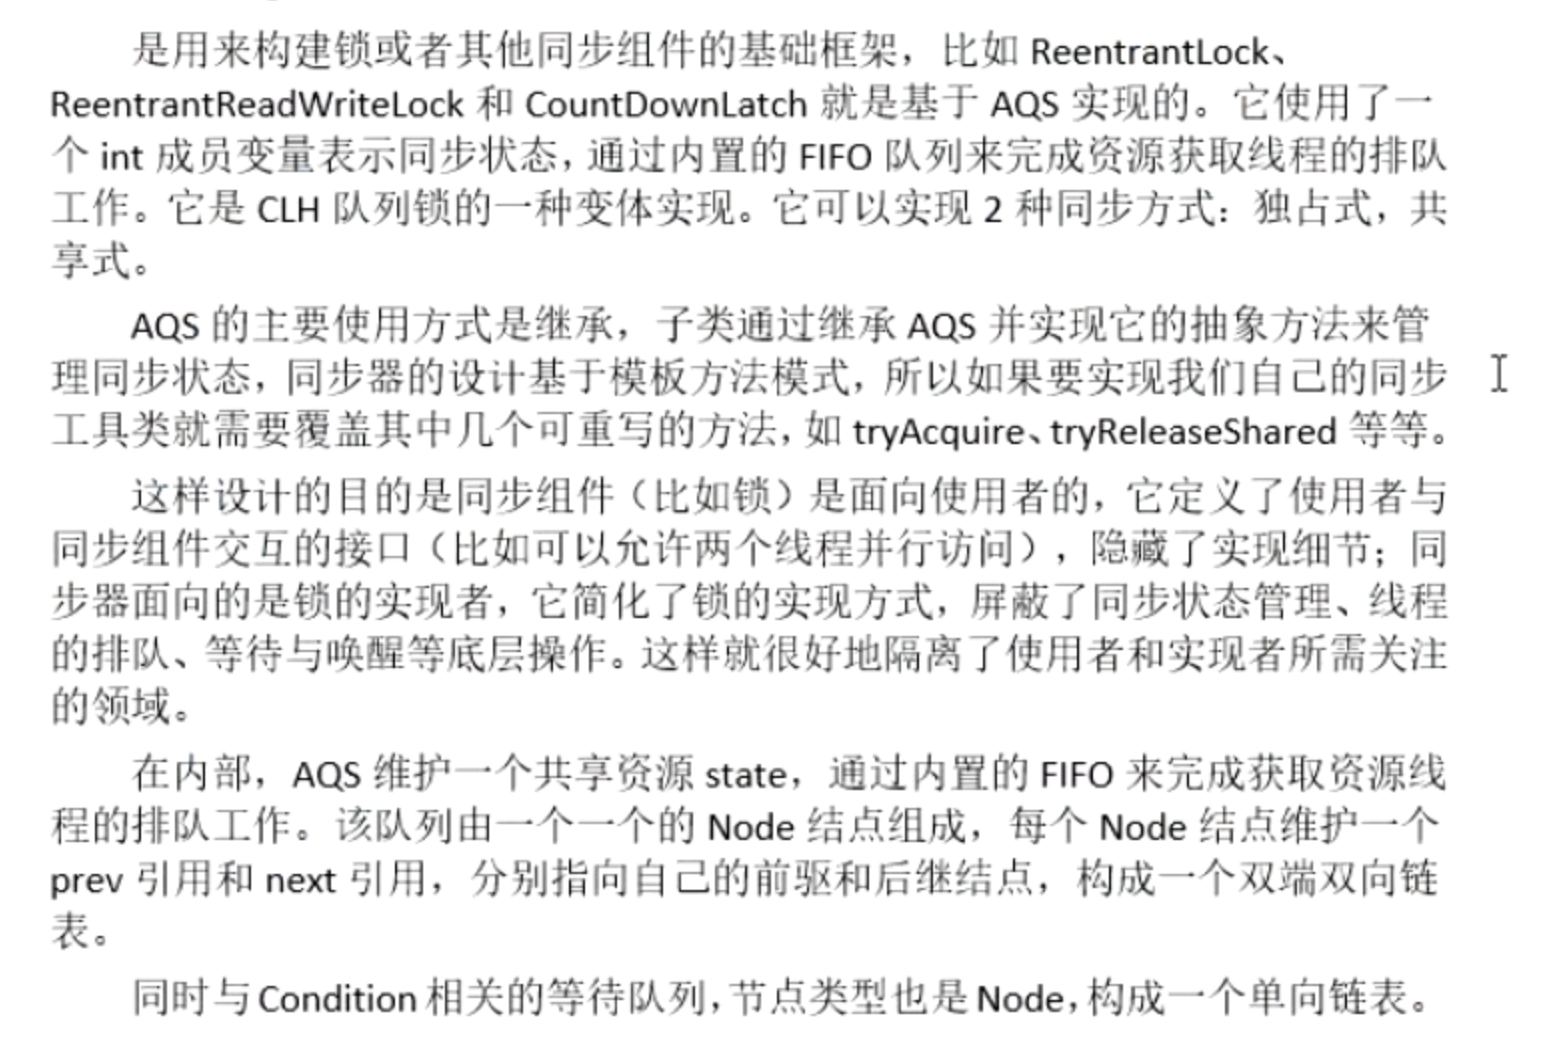 是用来构建锁或者其他同步组件的基础框架，比如 ReentrantLock、
ReentrantReadWriteLock 和 CountDownLatch 就是基于 AQS 实现的。它使用了一
个 int 成员变量表示同步状态，通过内置的 FIFO 队列来完成资源获取线程的排队
工作。它是 CLH 队列锁的一种变体实现。它可以实现 2 种同步方式：独占式，共
享式。
AQS 的主要使用方式是继承，子类通过继承 AQS 并实现它的抽象方法来管
理同步状态，同步器的设计基于模板方法模式，所以如果要实现我们自己的同步
工具类就需要覆盖其中几个可重写的方法，如 tryAcquire、tryReleaseShared 等等。
这样设计的目的是同步组件（比如锁）是面向使用者的，它定义了使用者与
同步组件交互的接口（比如可以允许两个线程并行访问），隐藏了实现细节；同
步器面向的是锁的实现者，它简化了锁的实现方式，屏蔽了同步状态管理、线程
的排队、等待与唤醒等底层操作。这样就很好地隔离了使用者和实现者所需关注
的领域。
在内部，AQS 维护一个共享资源 state，通过内置的 FIFO 来完成获取资源线
程的排队工作。该队列由一个一个的 Node 结点组成，每个 Node 结点维护一个
prev 引用和 next 引用，分别指向自己的前驱和后继结点，构成一个双端双向链
表。
同时与 Condition 相关的等待队列，节点类型也是 Node，构成一个单向链表。